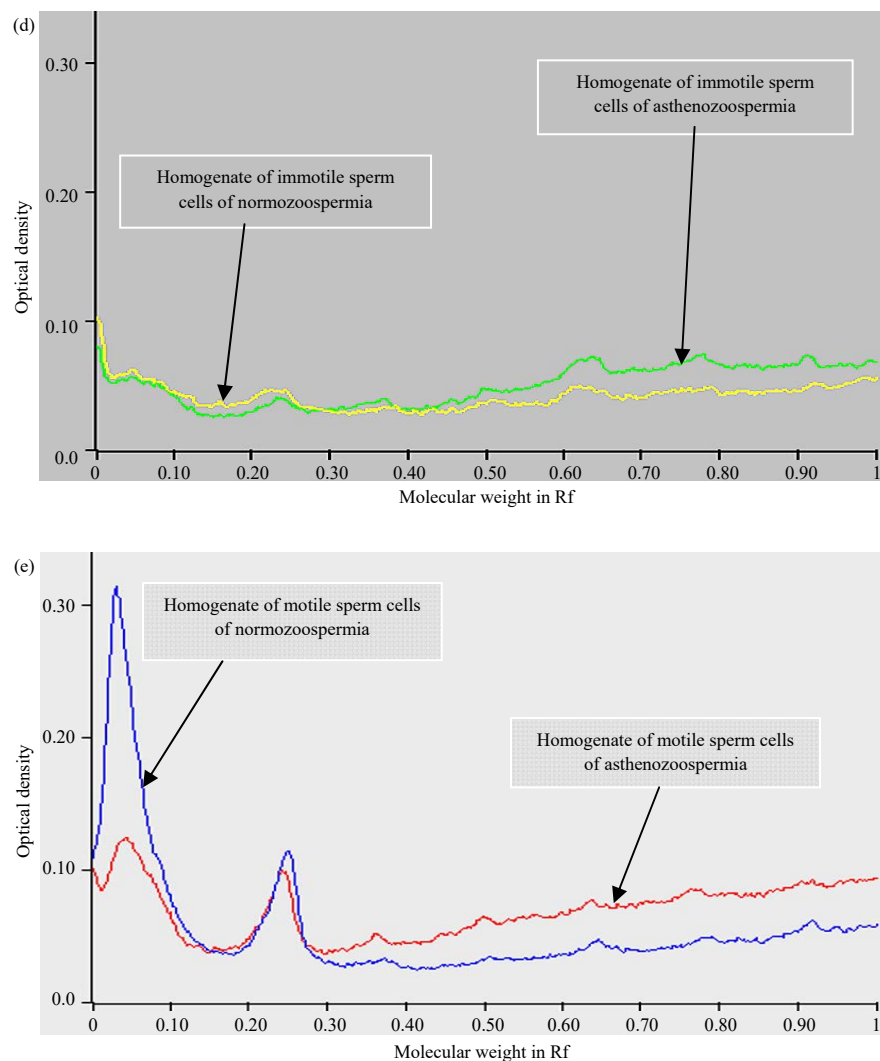 (d)
0.30
Homogenate of immotile sperm
cells of asthenozoospermia
Homogenate of immotile sperm
cells of normozoospermia
0.20
Optical density
0.10
0.0
0 0.10 0.20 0.30 0.40 0.50 0.60 0.70 0.80 0.90 1
Molecular weight in Rf
(e)
0.30
Homogenate of motile sperm cells
of normozoospermia
0.20
Homogenate of motile sperm cells
of asthenozoospermia
Optical density
0.10
0.0
0 0.10 0.20 0.30 0.40 0.50 0.60 0.70 0.80 0.90 1
Molecular weight in Rf